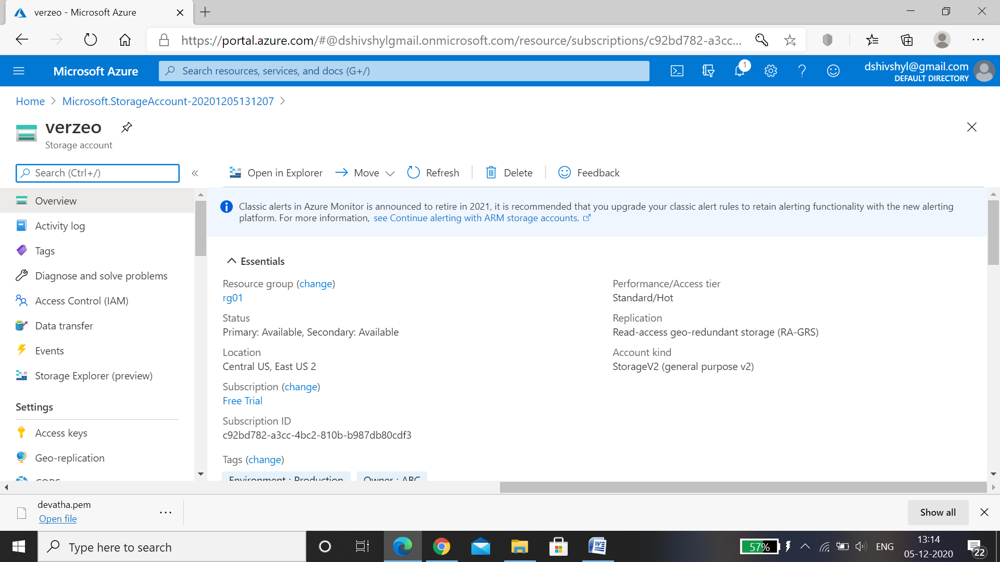 verzeo - Microsoft Azure
https://portal.azure.com/#@dshivshylgmail.onmicrosoft.com/resource/subscriptions/c92bd782-a3cc...
Microsoft Azure
Search resources, services, and docs (G+/)
1
dshivshyl@gmail.com
DEFAULT DIRECTORY
Home > Microsoft.StorageAccount-20201205131207 >
verzeo
Storage account
Search (Ctrl+/)
«
Open in Explorer
Move
Refresh
Delete
Feedback
Overview
Activity log
Tags
Diagnose and solve problems
Access Control (IAM)
Data transfer
Events
Storage Explorer (preview)
Settings
Access keys
Geo-replication
CORS
Classic alerts in Azure Monitor is announced to retire in 2021, it is recommended that you upgrade your classic alert rules to retain alerting functionality with the new alerting
platform. For more information, see Continue alerting with ARM storage accounts.
Essentials
Resource group (change)
rg01
Status
Primary: Available, Secondary: Available
Location
Central US, East US 2
Subscription (change)
Free Trial
Subscription ID
c92bd782-a3cc-4bc2-810b-b987db80cdf3
Tags (change)
Environment : Production
Owner : ABC
Performance/Access tier
Standard/Hot
Replication
Read-access geo-redundant storage (RA-GRS)
Account kind
StorageV2 (general purpose v2)
devatha.pem
Open file
...
Show all
Type here to search
57%
ENG
13:14
05-12-2020
22